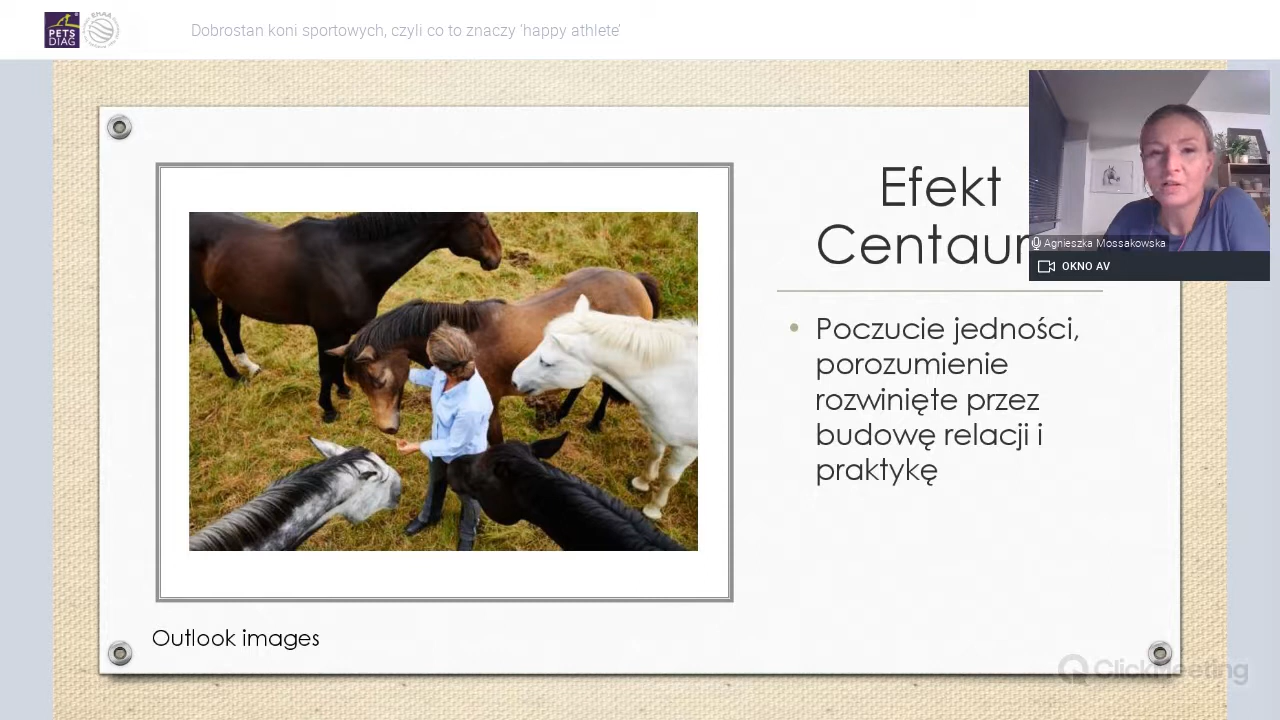 PETS
DIAG
Dobrostan koni sportowych, czyli co to znaczy 'happy athlete'
Efekt
Centaur
Agnieszka Mossakowska
OKNO AV
Poczucie jedności,
porozumienie
rozwinięte przez
budowę relacji i
praktykę
Outlook images
ClickMeeting